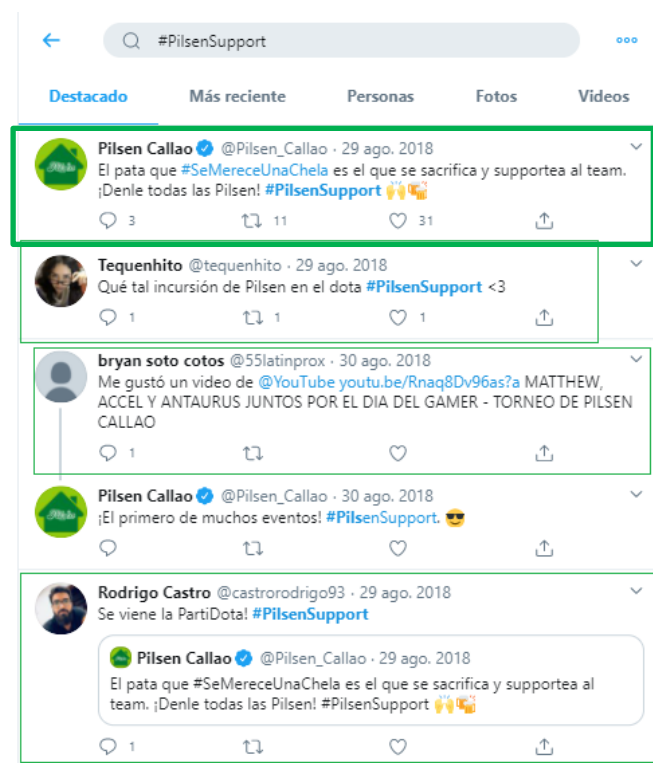 #PilsenSupport
Destacado Más reciente Personas Fotos Videos
Pilsen Callao @Pilsen_Callao · 29 ago. 2018
El pata que #SeMereceUnaChela es el que se sacrifica y supportea al team.
¡Denle todas las Pilsen! #PilsenSupport 🙌🍻
3 11 31
Tequenhito @tequenhito · 29 ago. 2018
Qué tal incursión de Pilsen en el dota #PilsenSupport <3
1 1 1
bryan soto cotos @55latinprox · 30 ago. 2018
Me gustó un video de @YouTube youtu.be/Rnaq8Dv96as?a MATTHEW,
ACCEL Y ANTAURUS JUNTOS POR EL DIA DEL GAMER - TORNEO DE PILSEN
CALLAO
1
Pilsen Callao @Pilsen_Callao · 30 ago. 2018
¡El primero de muchos eventos! #PilsenSupport. 😎
Rodrigo Castro @castrorodrigo93 · 29 ago. 2018
Se viene la PartiDota! #PilsenSupport
Pilsen Callao @Pilsen_Callao · 29 ago. 2018
El pata que #SeMereceUnaChela es el que se sacrifica y supportea al
team. ¡Denle todas las Pilsen! #PilsenSupport 🙌🍻
1